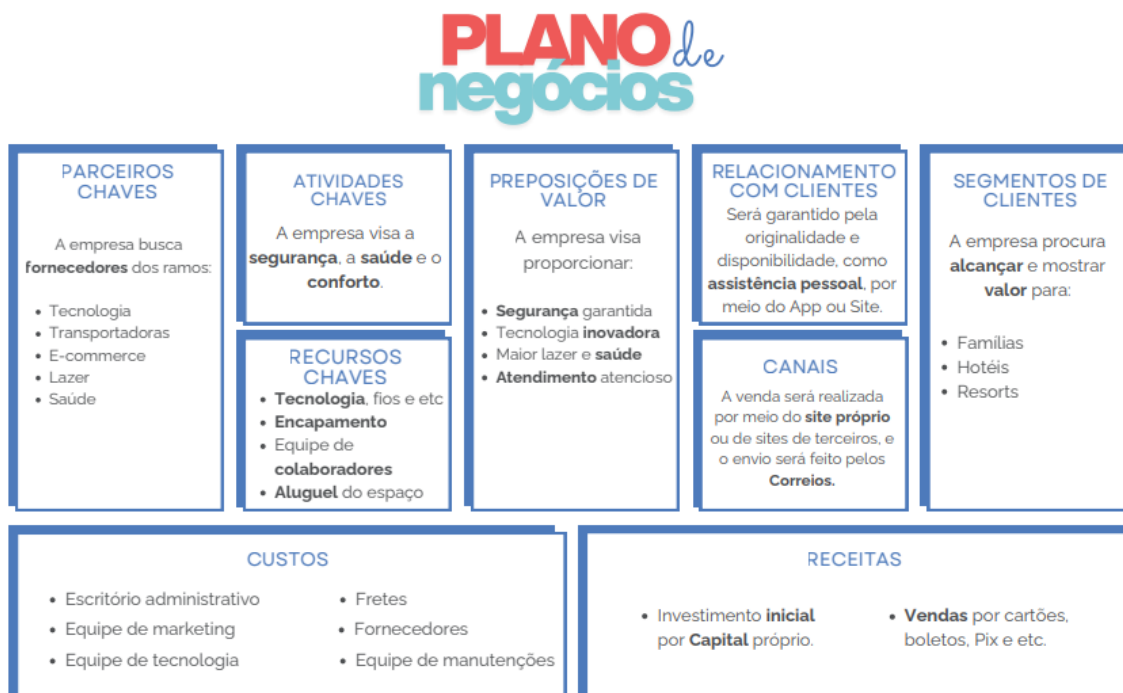 PLANO de
negócios
PARCEIROS
CHAVES
A empresa busca
fornecedores dos ramos:
• Tecnologia
• Transportadoras
• E-commerce
• Lazer
• Saúde
ATIVIDADES
CHAVES
A empresa visa a
segurança, a saúde e o
conforto.
RECURSOS
CHAVES
• Tecnologia, fios e etc
• Encapamento
• Equipe de
colaboradores
• Aluguel do espaço
PREPOSIÇÕES DE
VALOR
A empresa visa
proporcionar:
• Segurança garantida
• Tecnologia inovadora
• Maior lazer e saúde
• Atendimento atencioso
RELACIONAMENTO
COM CLIENTES
Será garantido pela
originalidade e
disponibilidade, como
assistência pessoal, por
meio do App ou Site.
CANAIS
A venda será realizada
por meio do site próprio
ou de sites de terceiros, e
o envio será feito pelos
Correios.
SEGMENTOS DE
CLIENTES
A empresa procura
alcançar e mostrar
valor para:
• Famílias
• Hotéis
• Resorts
CUSTOS
• Escritório administrativo
• Equipe de marketing
• Equipe de tecnologia
• Fretes
• Fornecedores
• Equipe de manutenções
RECEITAS
• Investimento inicial
por Capital próprio.
• Vendas por cartões,
boletos, Pix e etc.